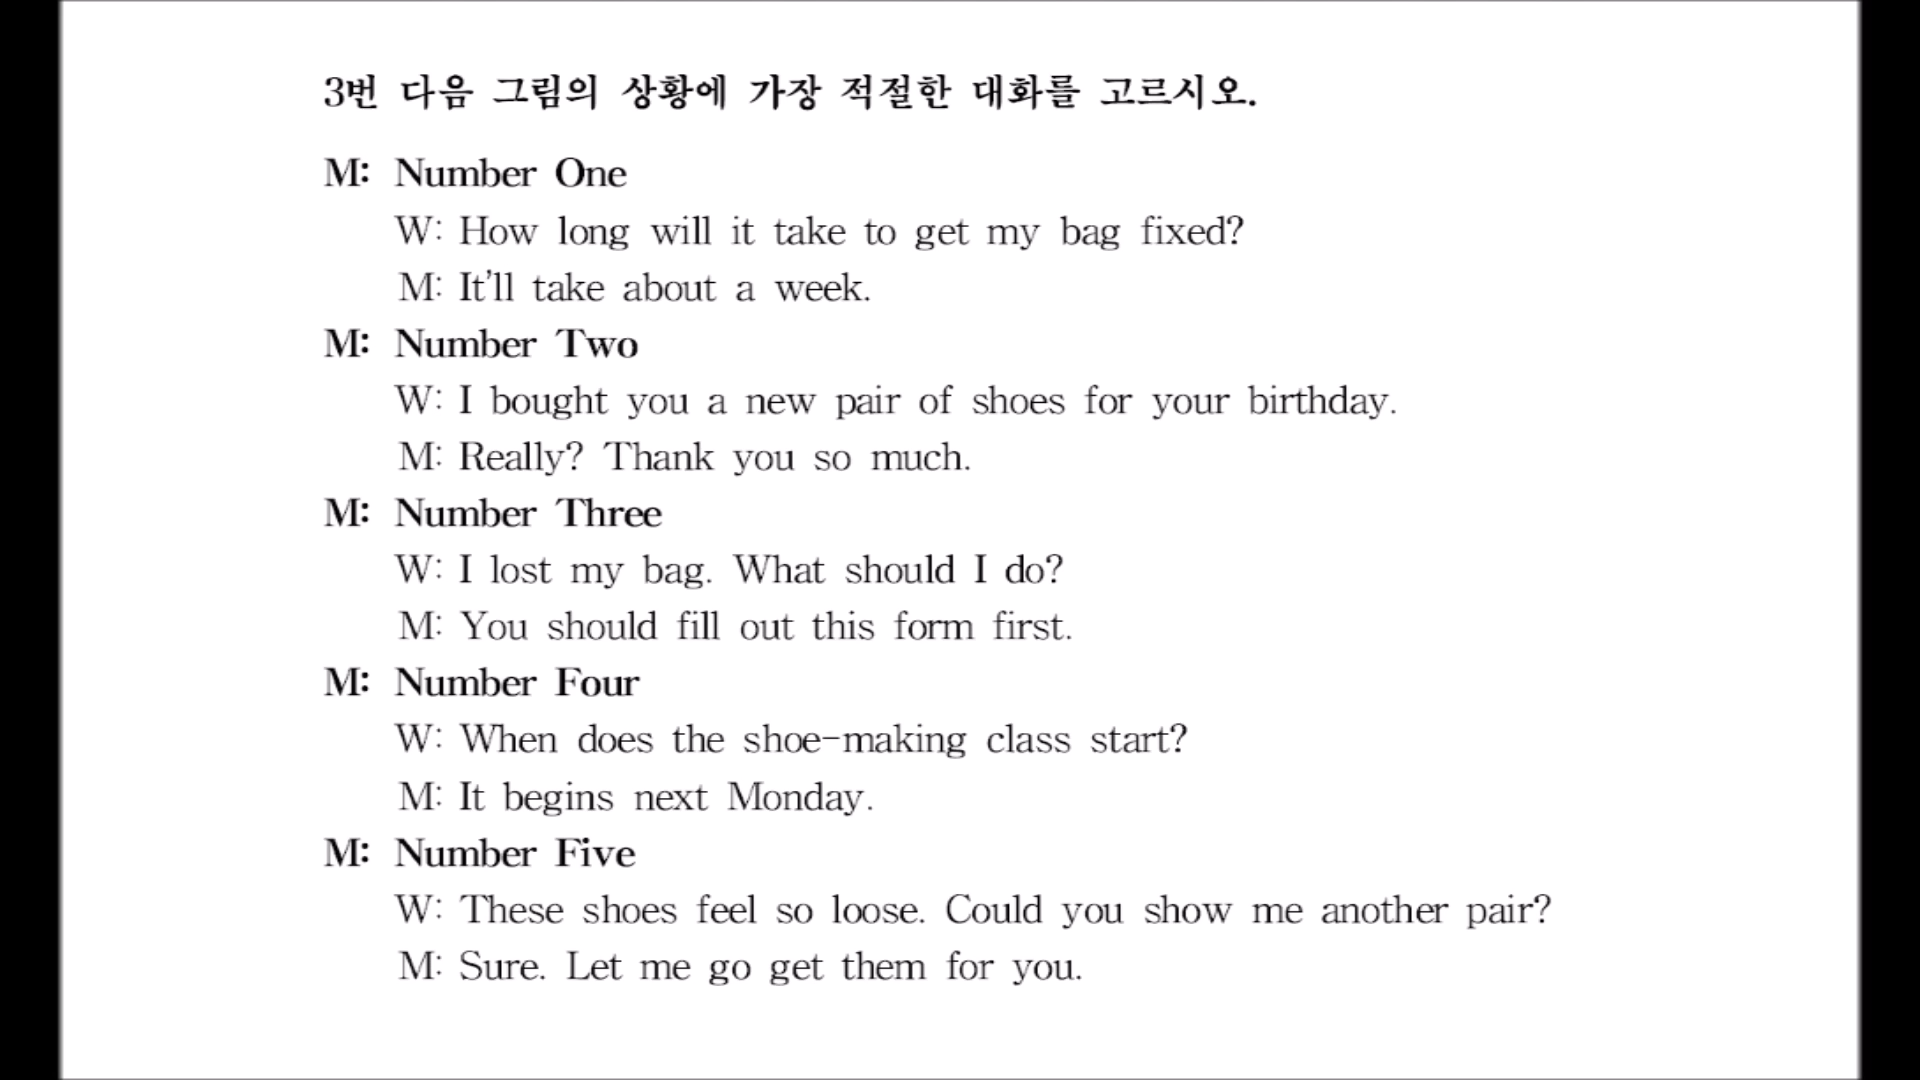 3번 다음 그림의 상황에 가장 적절한 대화를 고르시오.
M: Number One
W: How long will it take to get my bag fixed?
M: It'll take about a week.
M: Number Two
W: I bought you a new pair of shoes for your birthday.
M: Really? Thank you so much.
M: Number Three
W: I lost my bag. What should I do?
M: You should fill out this form first.
M: Number Four
W: When does the shoe-making class start?
M: It begins next Monday.
M: Number Five
W: These shoes feel so loose. Could you show me another pair?
M: Sure. Let me go get them for you.